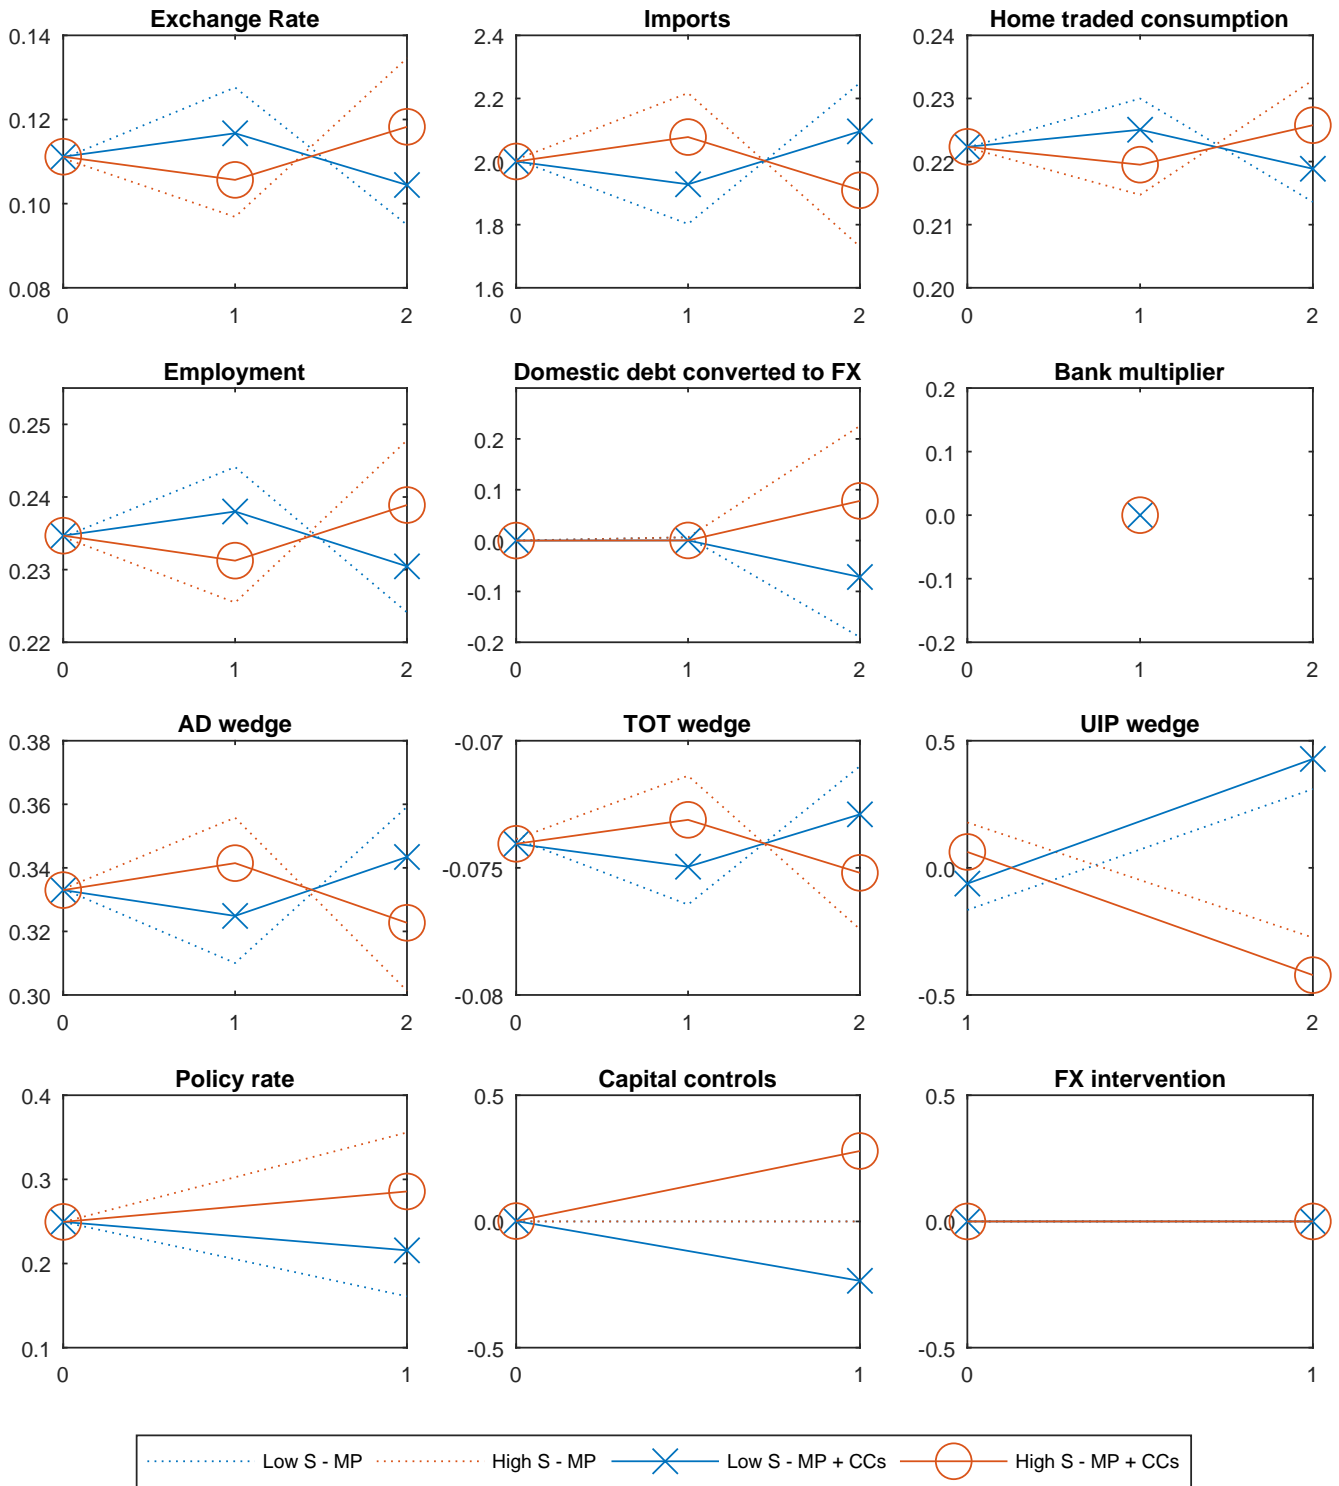 Exchange Rate
Imports
Home traded consumption
0.14
0.12
0.10
0.08
0 1 2
2.4
2.2
2.0
1.8
1.6
0 1 2
0.24
0.23
0.22
0.21
0.20
0 1 2
Employment
Domestic debt converted to FX
Bank multiplier
0.25
0.24
0.23
0.22
0 1 2
0.2
0.1
0.0
-0.1
-0.2
0 1 2
0.2
0.1
0.0
-0.1
-0.2
0 1 2
AD wedge
TOT wedge
UIP wedge
0.38
0.36
0.34
0.32
0.30
0 1 2
-0.07
-0.075
-0.08
0 1 2
0.5
0.0
-0.5
1 2
Policy rate
Capital controls
FX intervention
0.4
0.3
0.2
0.1
0 1
0.5
0.0
-0.5
0 1
0.5
0.0
-0.5
0 1
Low S - MP High S - MP Low S - MP + CCs High S - MP + CCs